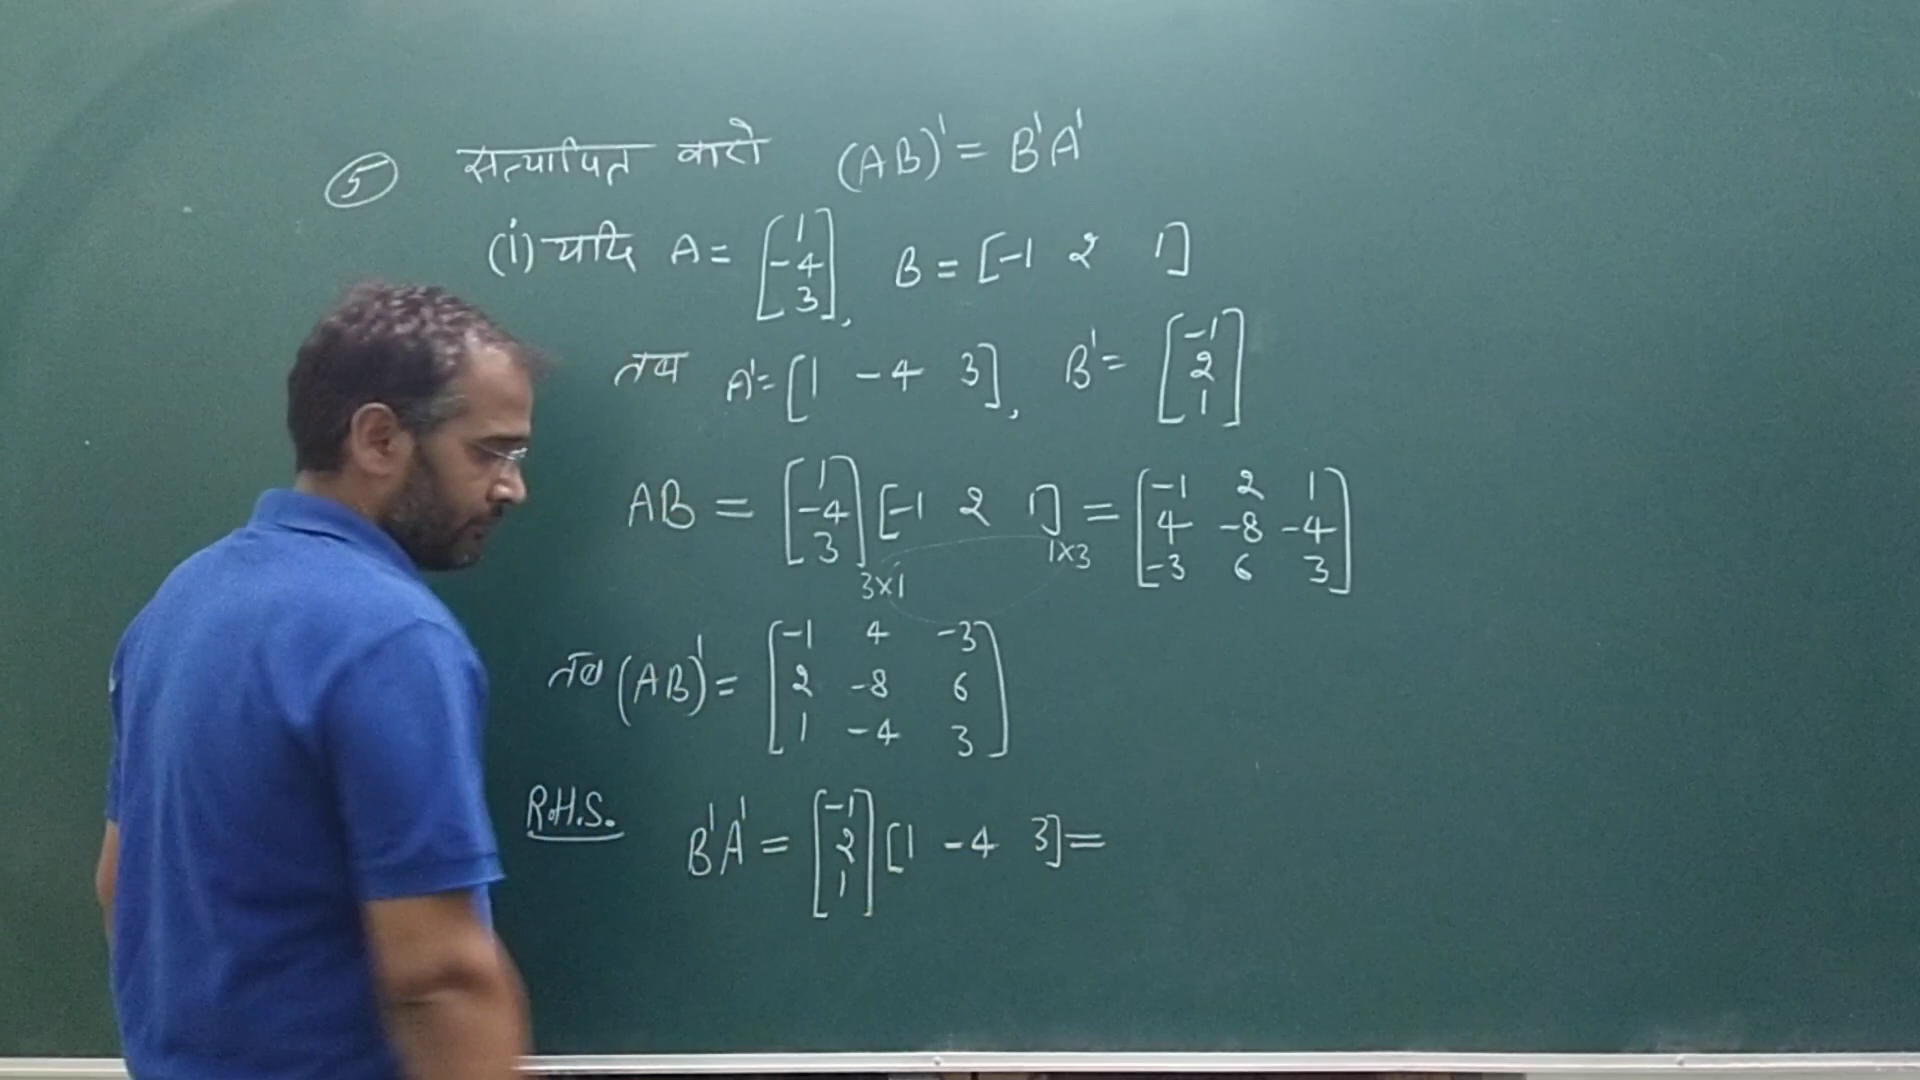 ⑤ सत्यापित करो (AB)' = B'A'
(i) यदि A = [1 -4 3], B = [-1 2 1]
तब A' = [1 -4 3], B' = [-1 2 1]
AB = [1 -4 3] 3×1 [-1 2 1] 1×3 = [-1 2 1 4 -8 -4 -3 6 3]
तब (AB)' = [-1 4 -3 2 -8 6 1 -4 3]
R.H.S. B'A' = [-1 2 1] [1 -4 3] =